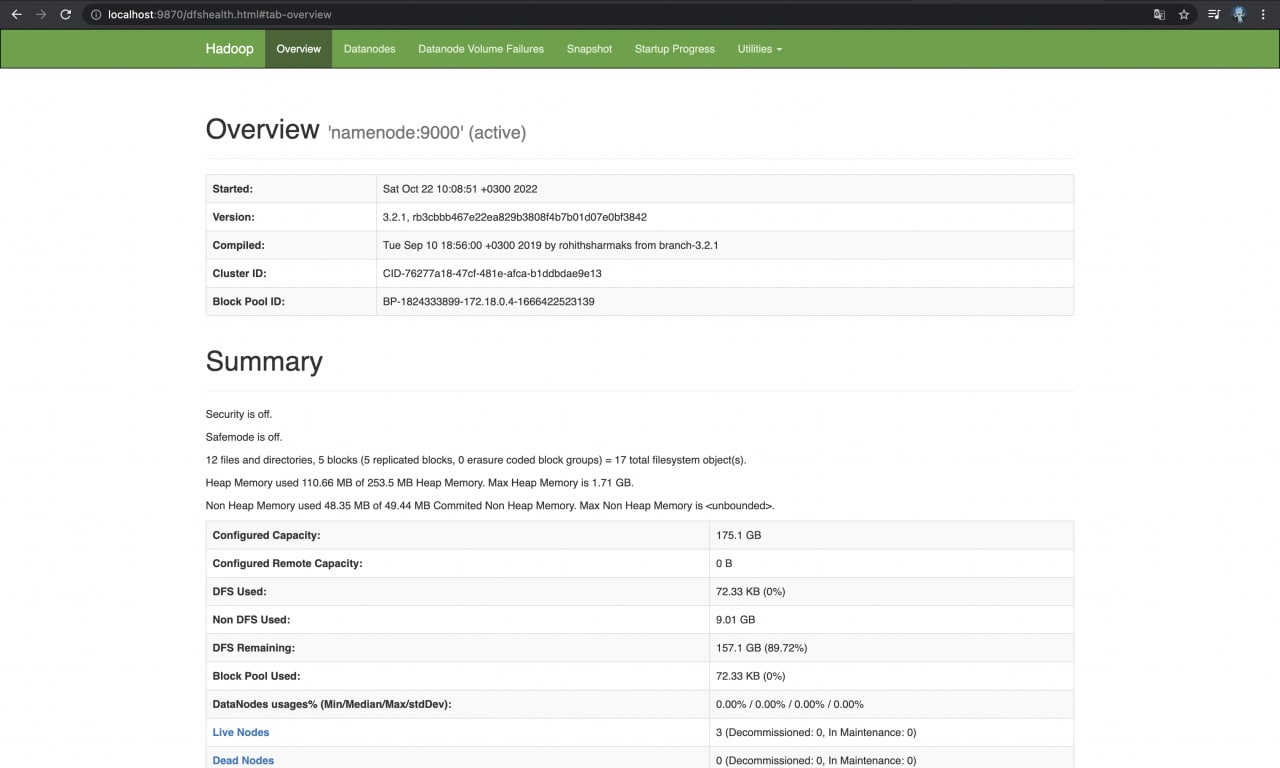 localhost:9870/dfshealth.html#tab-overview
Hadoop Overview Datanodes Datanode Volume Failures Snapshot Startup Progress Utilities
Overview 'namenode:9000' (active)
Started: Sat Oct 22 10:08:51 +0300 2022
Version: 3.2.1, rb3cbbb467e22ea829b3808f4b7b01d07e0bf3842
Compiled: Tue Sep 10 18:56:00 +0300 2019 by rohithsharmaks from branch-3.2.1
Cluster ID: CID-76277a18-47cf-481e-afca-b1ddbdae9e13
Block Pool ID: BP-1824333899-172.18.0.4-1666422523139
Summary
Security is off.
Safemode is off.
12 files and directories, 5 blocks (5 replicated blocks, 0 erasure coded block groups) = 17 total filesystem object(s).
Heap Memory used 110.66 MB of 253.5 MB Heap Memory. Max Heap Memory is 1.71 GB.
Non Heap Memory used 48.35 MB of 49.44 MB Commited Non Heap Memory. Max Non Heap Memory is <unbounded>.
Configured Capacity: 175.1 GB
Configured Remote Capacity: 0 B
DFS Used: 72.33 KB (0%)
Non DFS Used: 9.01 GB
DFS Remaining: 157.1 GB (89.72%)
Block Pool Used: 72.33 KB (0%)
DataNodes usages% (Min/Median/Max/stdDev): 0.00% / 0.00% / 0.00% / 0.00%
Live Nodes 3 (Decommissioned: 0, In Maintenance: 0)
Dead Nodes 0 (Decommissioned: 0, In Maintenance: 0)